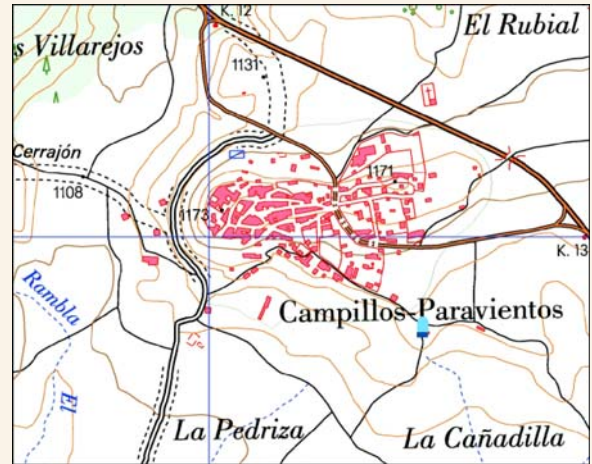 K. 12
El Rubial
s Villarejos
1131
Cerrajón
1171
1108
1173
K. 13
Rambla
Campillos-Paravientos
El
La Pedriza
La Cañadilla